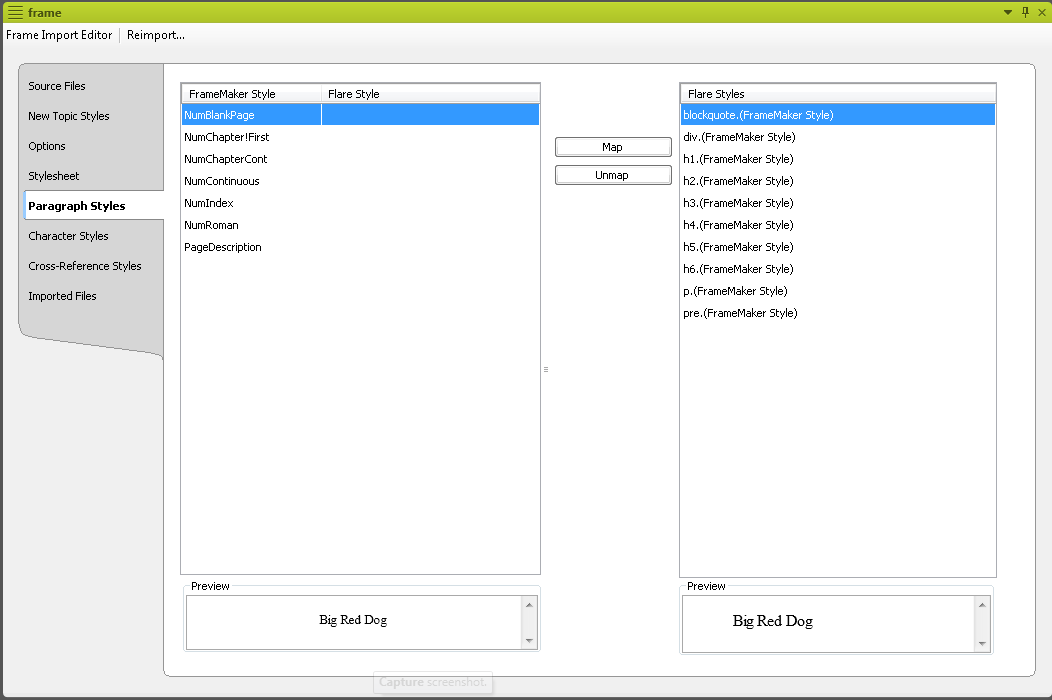 frame
Frame Import Editor Reimport...
Source Files
New Topic Styles
Options
Stylesheet
Paragraph Styles
Character Styles
Cross-Reference Styles
Imported Files
FrameMaker Style Flare Style
NumBlankPage
NumChapter!First
NumChapterCont
NumContinuous
NumIndex
NumRoman
PageDescription
Map
Unmap
Flare Styles
blockquote.(FrameMaker Style)
div.(FrameMaker Style)
h1.(FrameMaker Style)
h2.(FrameMaker Style)
h3.(FrameMaker Style)
h4.(FrameMaker Style)
h5.(FrameMaker Style)
h6.(FrameMaker Style)
p.(FrameMaker Style)
pre.(FrameMaker Style)
Preview
Big Red Dog
Preview
Big Red Dog
Capture screenshot.